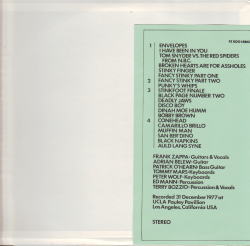 1 ENVELOPES
I HAVE BEEN IN YOU
TOM SNYDER VS. THE RED SPIDERS
FROM N.B.C.
BROKEN HEARTS ARE FOR ASSHOLES
STINKY FINGER
FANCY STINKY PART ONE
2 FANCY STINKY PART TWO
PUNKY'S WHIPS
3 STINKFOOT FINALE
BLACK PAGE NUMBER TWO
DEADLY JAWS
DISCO BOY
DINAH MOE HUMM
BOBBY BROWN
4 CONEHEAD
CAMARILLO BRILLO
MUFFIN MAN
SAN BER'DINO
BLACK NAPKINS
AULD LANG SYNE
FRANK ZAPPA:Guitars & Vocals
ADRIAN BELEW:Guitar
PATRICK O'HEARN:Bass Guitar
TOMMY MARS:Keyboards
PETER WOLF:Keyboards
ED MANN:Percussion
TERRY BOZZIO:Percussion & Vocals
Recorded 31 December 1977 at
UCLA Pauley Pavillion
Los Angeles, California USA
STEREO